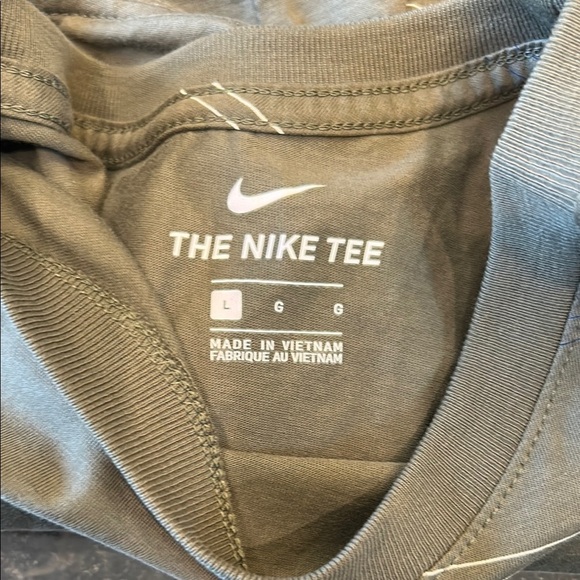 THE NIKE TEE
L G G
MADE IN VIETNAM
FABRIQUE AU VIETNAM